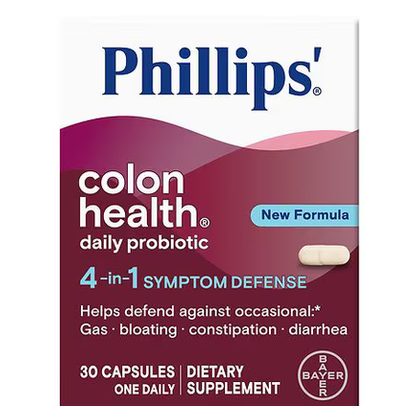 Phillips'®
colon
health®
daily probiotic
New Formula
4-in-1 SYMPTOM DEFENSE
Helps defend against occasional:*
Gas · bloating · constipation · diarrhea
30 CAPSULES
ONE DAILY
DIETARY
SUPPLEMENT
BAYER
BAYER